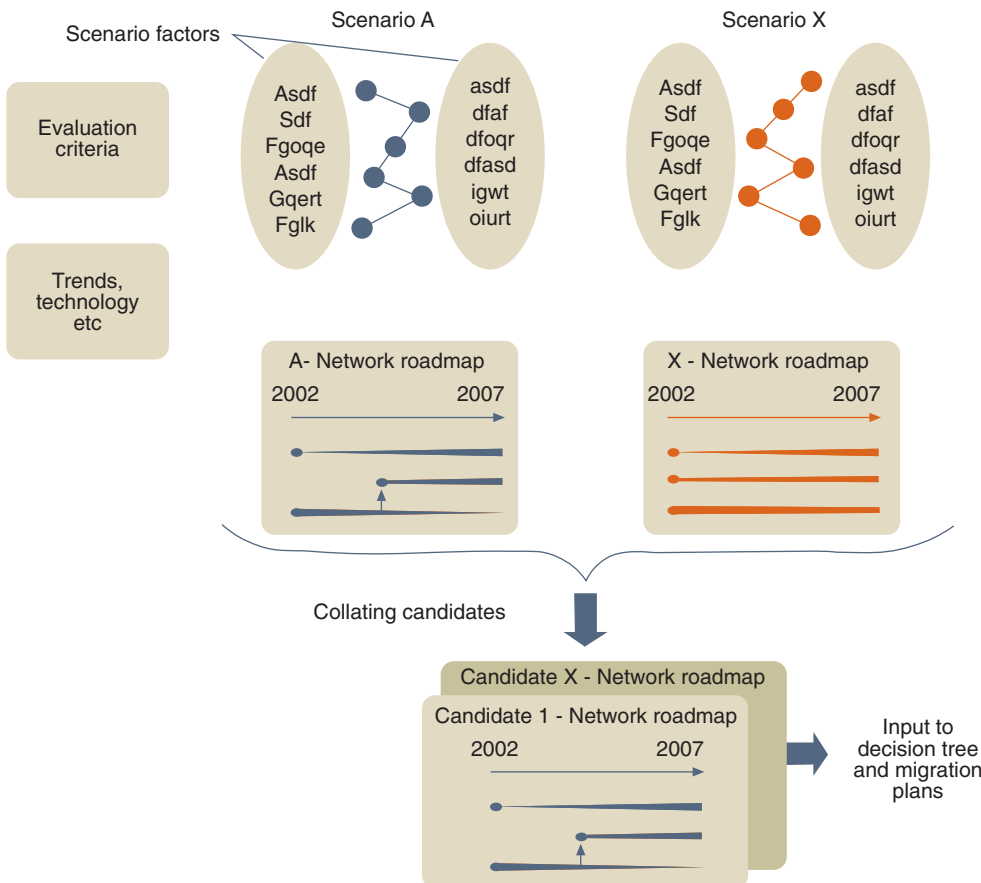 Scenario A
Scenario X
Scenario factors
Evaluation
criteria
Asdf
Sdf
Fgoqe
Asdf
Gqert
Fglk
asdf
dfaf
dfoqr
dfasd
igwt
oiurt
Asdf
Sdf
Fgoqe
Asdf
Gqert
Fglk
asdf
dfaf
dfoqr
dfasd
igwt
oiurt
Trends,
technology
etc
A- Network roadmap
2002 2007
X - Network roadmap
2002 2007
Collating candidates
Candidate X - Network roadmap
Candidate 1 - Network roadmap
2002 2007
Input to
decision tree
and migration
plans